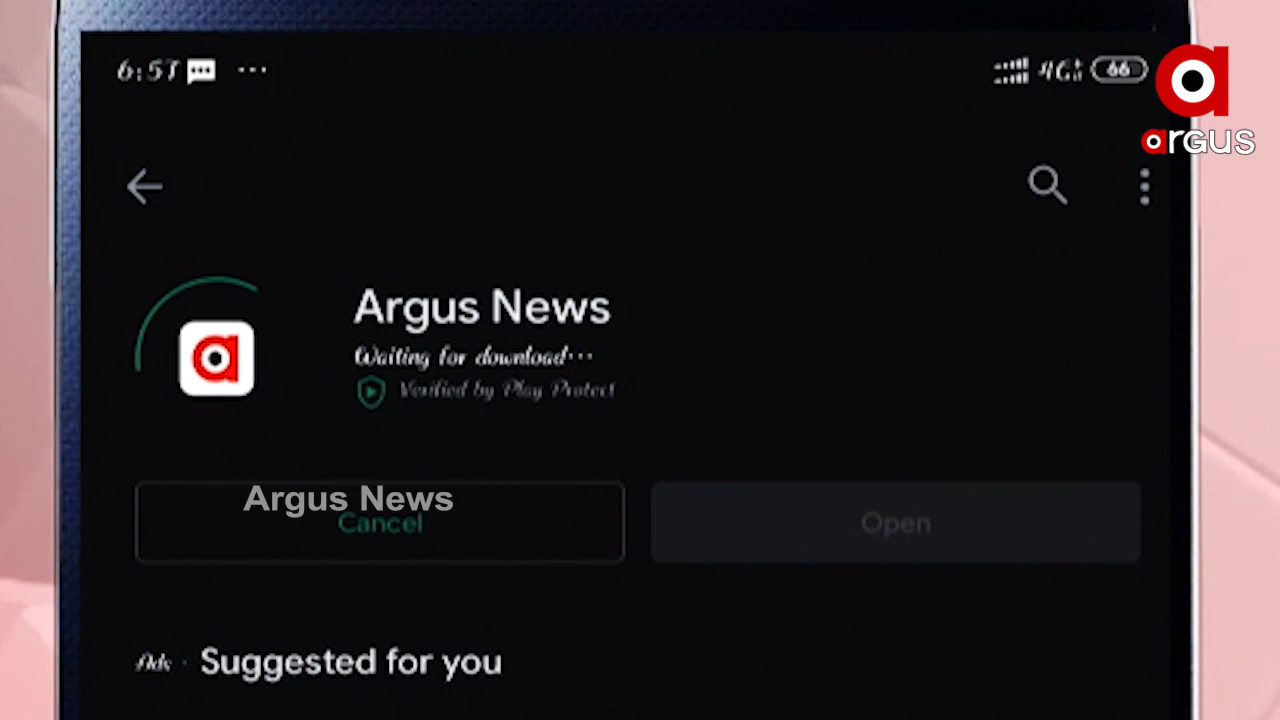 6:57 ...
4G 66
argus
Argus News
Waiting for download...
Verified by Play Protect
Argus News
Cancel
Open
Ads · Suggested for you